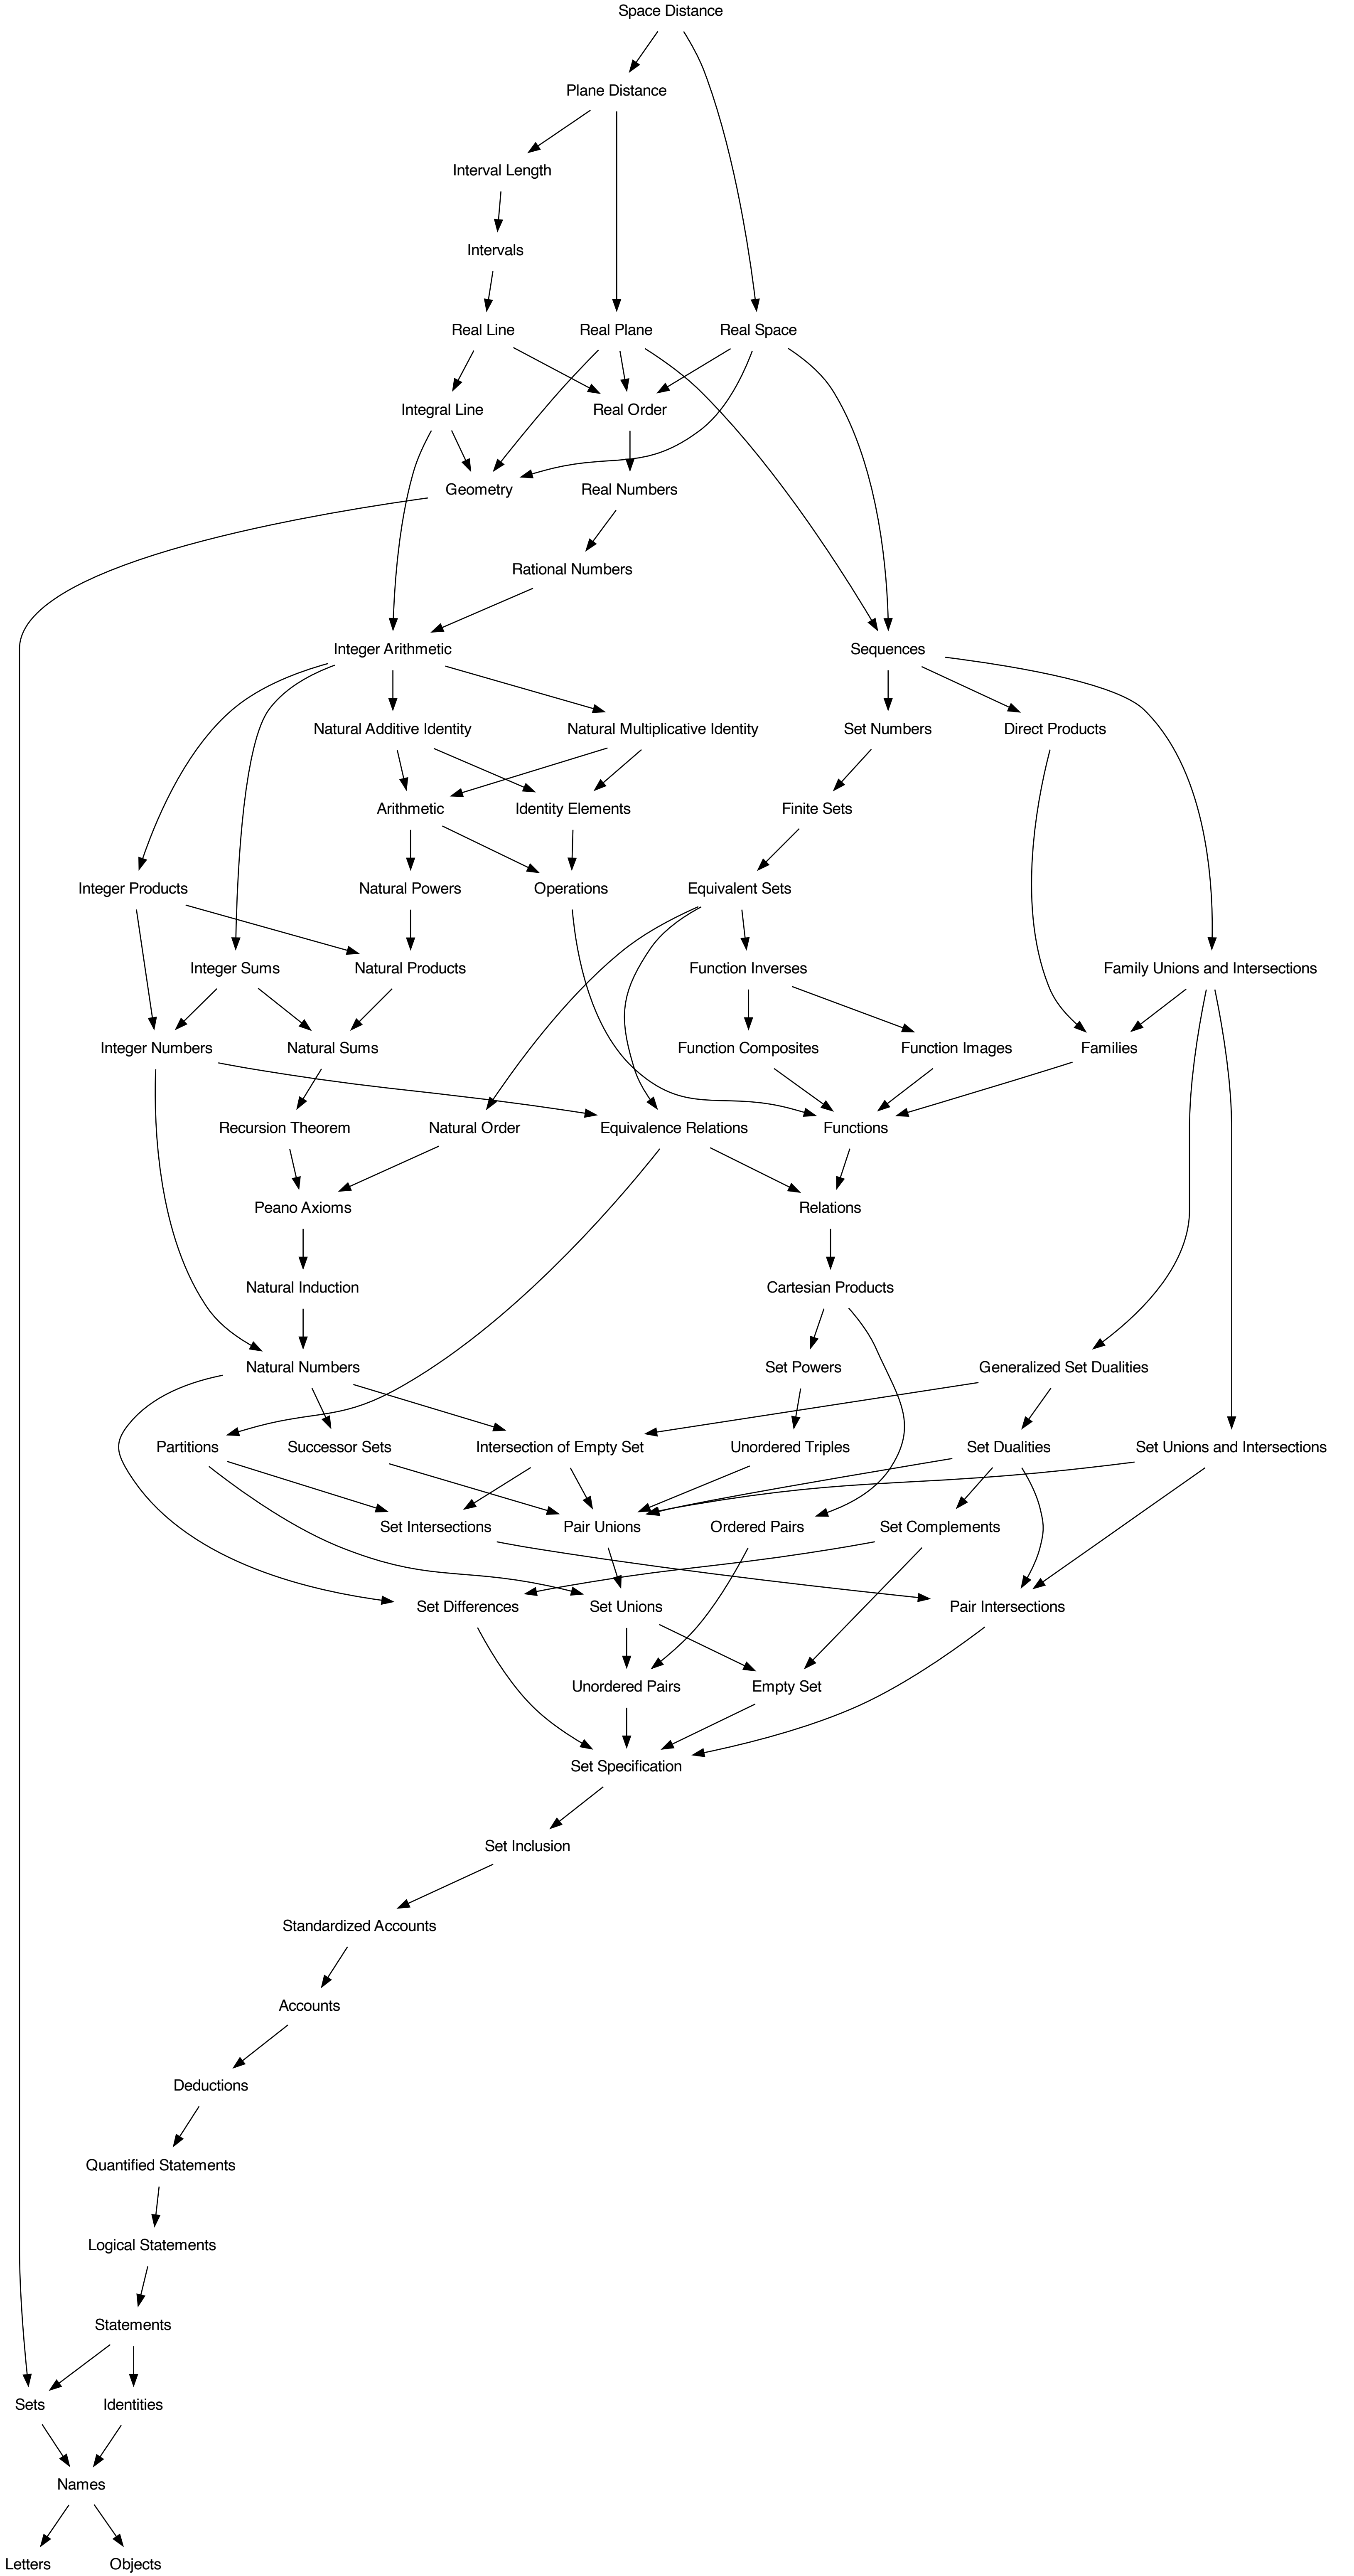 Space Distance
Plane Distance
Interval Length
Intervals
Real Line
Real Plane
Real Space
Integral Line
Real Order
Geometry
Real Numbers
Rational Numbers
Integer Arithmetic
Sequences
Natural Additive Identity
Natural Multiplicative Identity
Set Numbers
Direct Products
Arithmetic
Identity Elements
Finite Sets
Integer Products
Natural Powers
Operations
Equivalent Sets
Integer Sums
Natural Products
Function Inverses
Family Unions and Intersections
Integer Numbers
Natural Sums
Function Composites
Function Images
Families
Recursion Theorem
Natural Order
Equivalence Relations
Functions
Peano Axioms
Relations
Natural Induction
Cartesian Products
Natural Numbers
Set Powers
Generalized Set Dualities
Partitions
Successor Sets
Intersection of Empty Set
Unordered Triples
Set Dualities
Set Unions and Intersections
Set Intersections
Pair Unions
Ordered Pairs
Set Complements
Set Differences
Set Unions
Pair Intersections
Unordered Pairs
Empty Set
Set Specification
Set Inclusion
Standardized Accounts
Accounts
Deductions
Quantified Statements
Logical Statements
Statements
Sets
Identities
Names
Letters
Objects